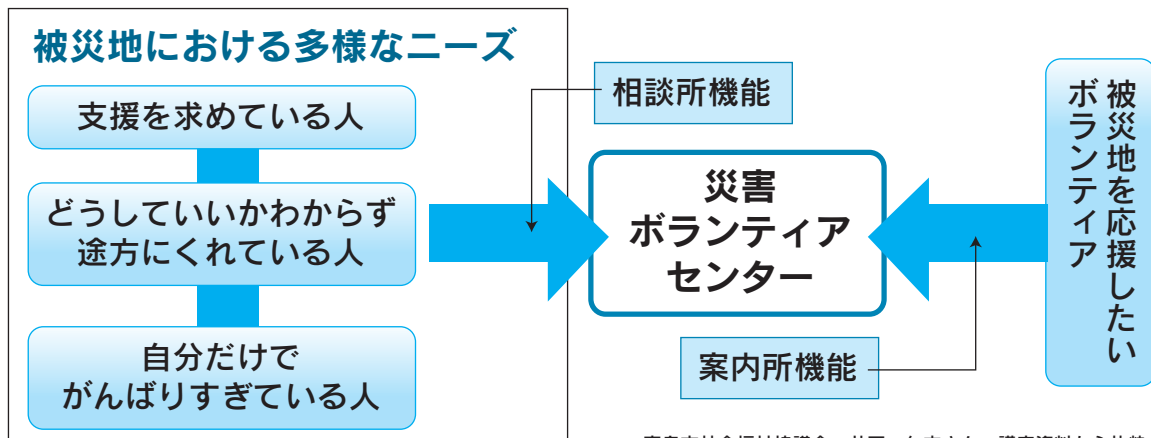 被災地における多様なニーズ
支援を求めている人
どうしていいかわからず
途方にくれている人
自分だけで
がんばりすぎている人
相談所機能
災害
ボランティア
センター
案内所機能
被災地を応援したい
ボランティア